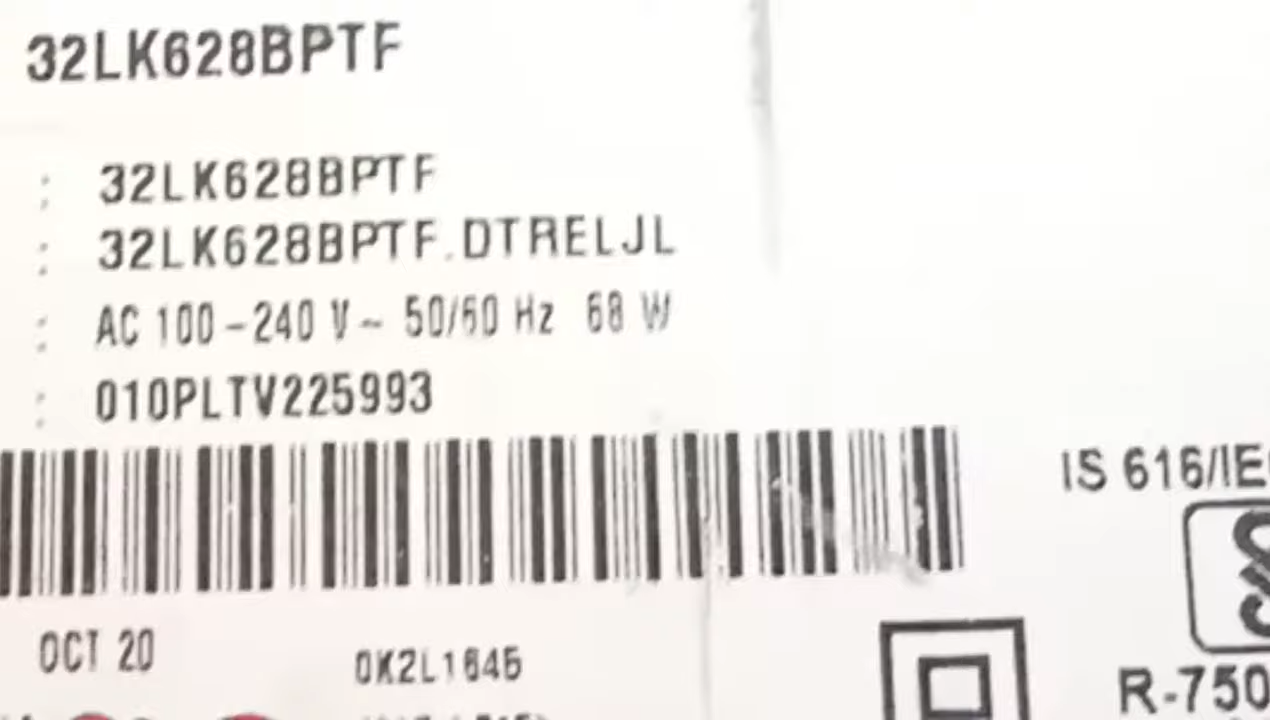 32LK628BPTF
: 32LK628BPTF
: 32LK628BPTF.DTRELJL
: AC 100-240 V~ 50/60 Hz 68 W
: 010PLTV225993
IS 616/IE
OCT 20
0K2L1645
R-750